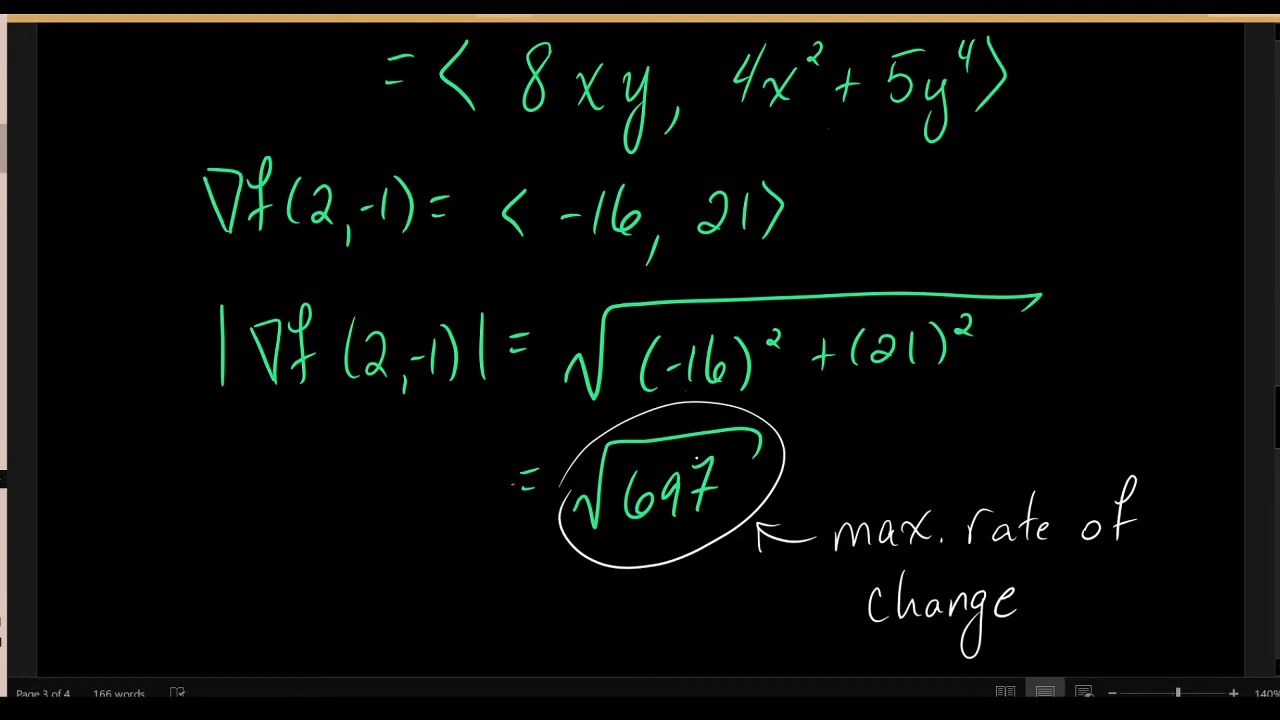 = ⟨ 8xy, 4x² + 5y⁴ ⟩
∇f(2,-1) = ⟨ -16, 21 ⟩
|∇f(2,-1)| = √((-16)² + (21)²)
= √697
← max. rate of
change
Page 3 of 4 166 words 140%